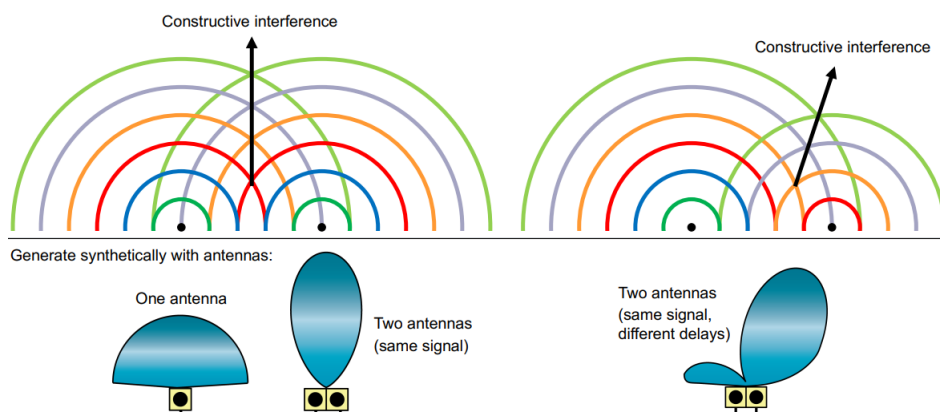 Constructive interference
Constructive interference
Generate synthetically with antennas:
One antenna
Two antennas
(same signal)
Two antennas
(same signal,
different delays)